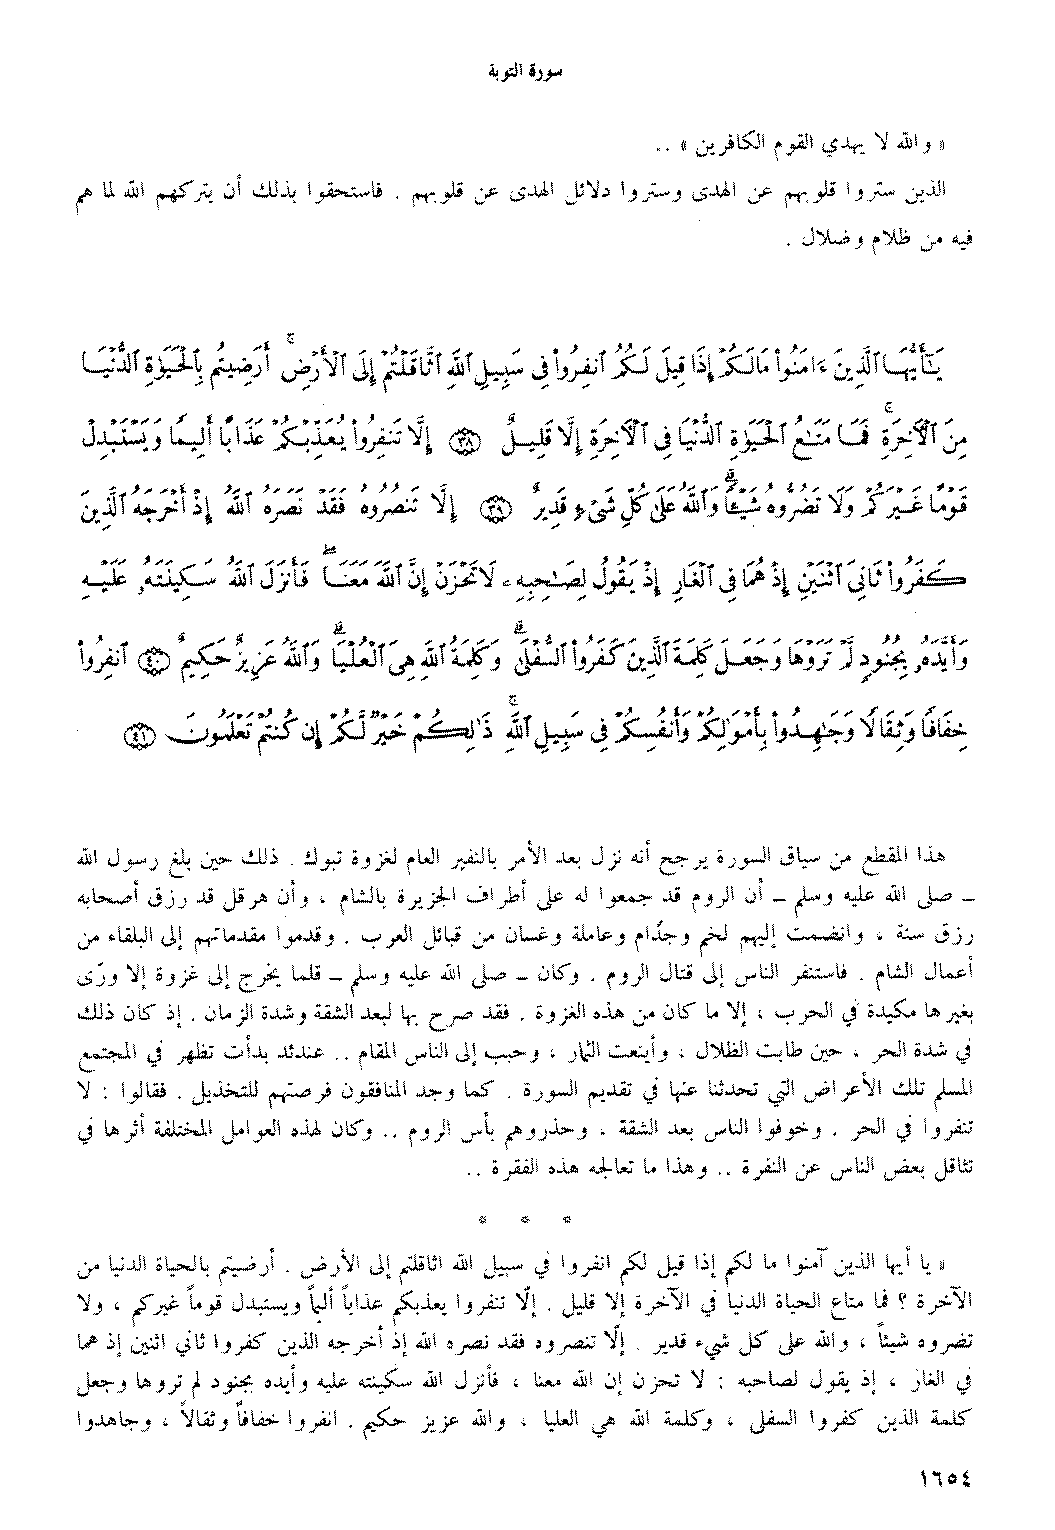 سورة التوبة
« والله لا يهدي القوم الكافرين » ..
الذين ستروا قلوبهم عن الهدى وستروا دلائل الهدى عن قلوبهم . فاستحقوا بذلك أن يتركهم الله لما هم
فيه من ظلام وضلال .
يَـٰٓأَيُّهَا ٱلَّذِينَ ءَامَنُوا۟ مَا لَكُمْ إِذَا قِيلَ لَكُمُ ٱنفِرُوا۟ فِى سَبِيلِ ٱللَّهِ ٱثَّاقَلْتُمْ إِلَى ٱلْأَرْضِ ۚ أَرَضِيتُم بِٱلْحَيَوٰةِ ٱلدُّنْيَا
مِنَ ٱلْأَخِرَةِ ۚ فَمَا مَتَـٰعُ ٱلْحَيَوٰةِ ٱلدُّنْيَا فِى ٱلْأَخِرَةِ إِلَّا قَلِيلٌ ﴿٣٨﴾ إِلَّا تَنفِرُوا۟ يُعَذِّبْكُمْ عَذَابًا أَلِيمًا وَيَسْتَبْدِلْ
قَوْمًا غَيْرَكُمْ وَلَا تَضُرُّوهُ شَيْـًٔا ۗ وَٱللَّهُ عَلَىٰ كُلِّ شَىْءٍ قَدِيرٌ ﴿٣٩﴾ إِلَّا تَنصُرُوهُ فَقَدْ نَصَرَهُ ٱللَّهُ إِذْ أَخْرَجَهُ ٱلَّذِينَ
كَفَرُوا۟ ثَانِىَ ٱثْنَيْنِ إِذْ هُمَا فِى ٱلْغَارِ إِذْ يَقُولُ لِصَـٰحِبِهِۦ لَا تَحْزَنْ إِنَّ ٱللَّهَ مَعَنَا ۖ فَأَنزَلَ ٱللَّهُ سَكِينَتَهُۥ عَلَيْهِ
وَأَيَّدَهُۥ بِجُنُودٍ لَّمْ تَرَوْهَا وَجَعَلَ كَلِمَةَ ٱلَّذِينَ كَفَرُوا۟ ٱلسُّفْلَىٰ ۗ وَكَلِمَةُ ٱللَّهِ هِىَ ٱلْعُلْيَا ۗ وَٱللَّهُ عَزِيزٌ حَكِيمٌ ﴿٤٠﴾ ٱنفِرُوا۟
خِفَافًا وَثِقَالًا وَجَـٰهِدُوا۟ بِأَمْوَٰلِكُمْ وَأَنفُسِكُمْ فِى سَبِيلِ ٱللَّهِ ۚ ذَٰلِكُمْ خَيْرٌ لَّكُمْ إِن كُنتُمْ تَعْلَمُونَ ﴿٤١﴾
هذا المقطع من سياق السورة يرجح أنه نزل بعد الأمر بالنفير العام لغزوة تبوك . ذلك حين بلغ رسول الله
ـ صلى الله عليه وسلم ـ أن الروم قد جمعوا له على أطراف الجزيرة بالشام ، وأن هرقل قد رزق أصحابه
رزق سنة ، وانضمت إليهم لخم وجذام وعاملة وغسان من قبائل العرب . وقدموا مقدماتهم إلى البلقاء من
أعمال الشام . فاستنفر الناس إلى قتال الروم . وكان ـ صلى الله عليه وسلم ـ قلما يخرج إلى غزوة إلا ورّى
بغيرها مكيدة في الحرب ، إلا ما كان من هذه الغزوة . فقد صرح بها لبعد الشقة وشدة الزمان . إذ كان ذلك
في شدة الحر ، حين طابت الظلال ، وأينعت الثمار ، وحبب إلى الناس المقام .. عندئذ بدأت تظهر في المجتمع
المسلم تلك الأعراض التي تحدثنا عنها في تقديم السورة . كما وجد المنافقون فرصتهم للتخذيل . فقالوا : لا
تنفروا في الحر . وخوفوا الناس بعد الشقة ، وحذروهم بأس الروم .. وكان لهذه العوامل المختلفة أثرها في
تثاقل بعض الناس عن النفرة .. وهذا ما تعالجه هذه الفقرة ..
* * *
« يا أيها الذين آمنوا ما لكم إذا قيل لكم انفروا في سبيل الله اثاقلتم إلى الأرض . أرضيتم بالحياة الدنيا من
الآخرة ؟ فما متاع الحياة الدنيا في الآخرة إلا قليل . إلّا تنفروا يعذبكم عذاباً أليماً ويستبدل قوماً غيركم ، ولا
تضروه شيئاً ، والله على كل شيء قدير . إلّا تنصروه فقد نصره الله إذ أخرجه الذين كفروا ثاني اثنين إذ هما
في الغار ، إذ يقول لصاحبه : لا تحزن إن الله معنا ، فأنزل الله سكينته عليه وأيده بجنود لم تروها وجعل
كلمة الذين كفروا السفلى ، وكلمة الله هي العليا ، والله عزيز حكيم . انفروا خفافاً وثقالاً ، وجاهدوا
١٦٥٤